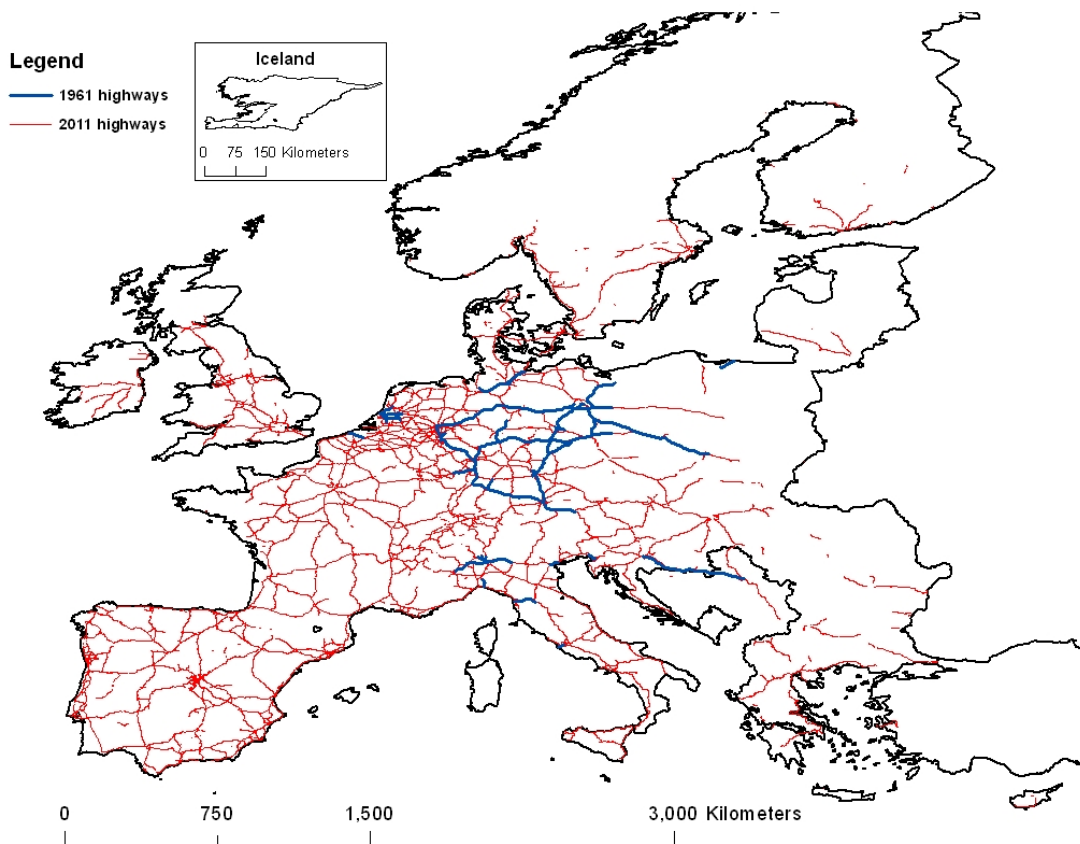 Legend
1961 highways
2011 highways
Iceland
0 75 150 Kilometers
0 750 1,500 3,000 Kilometers